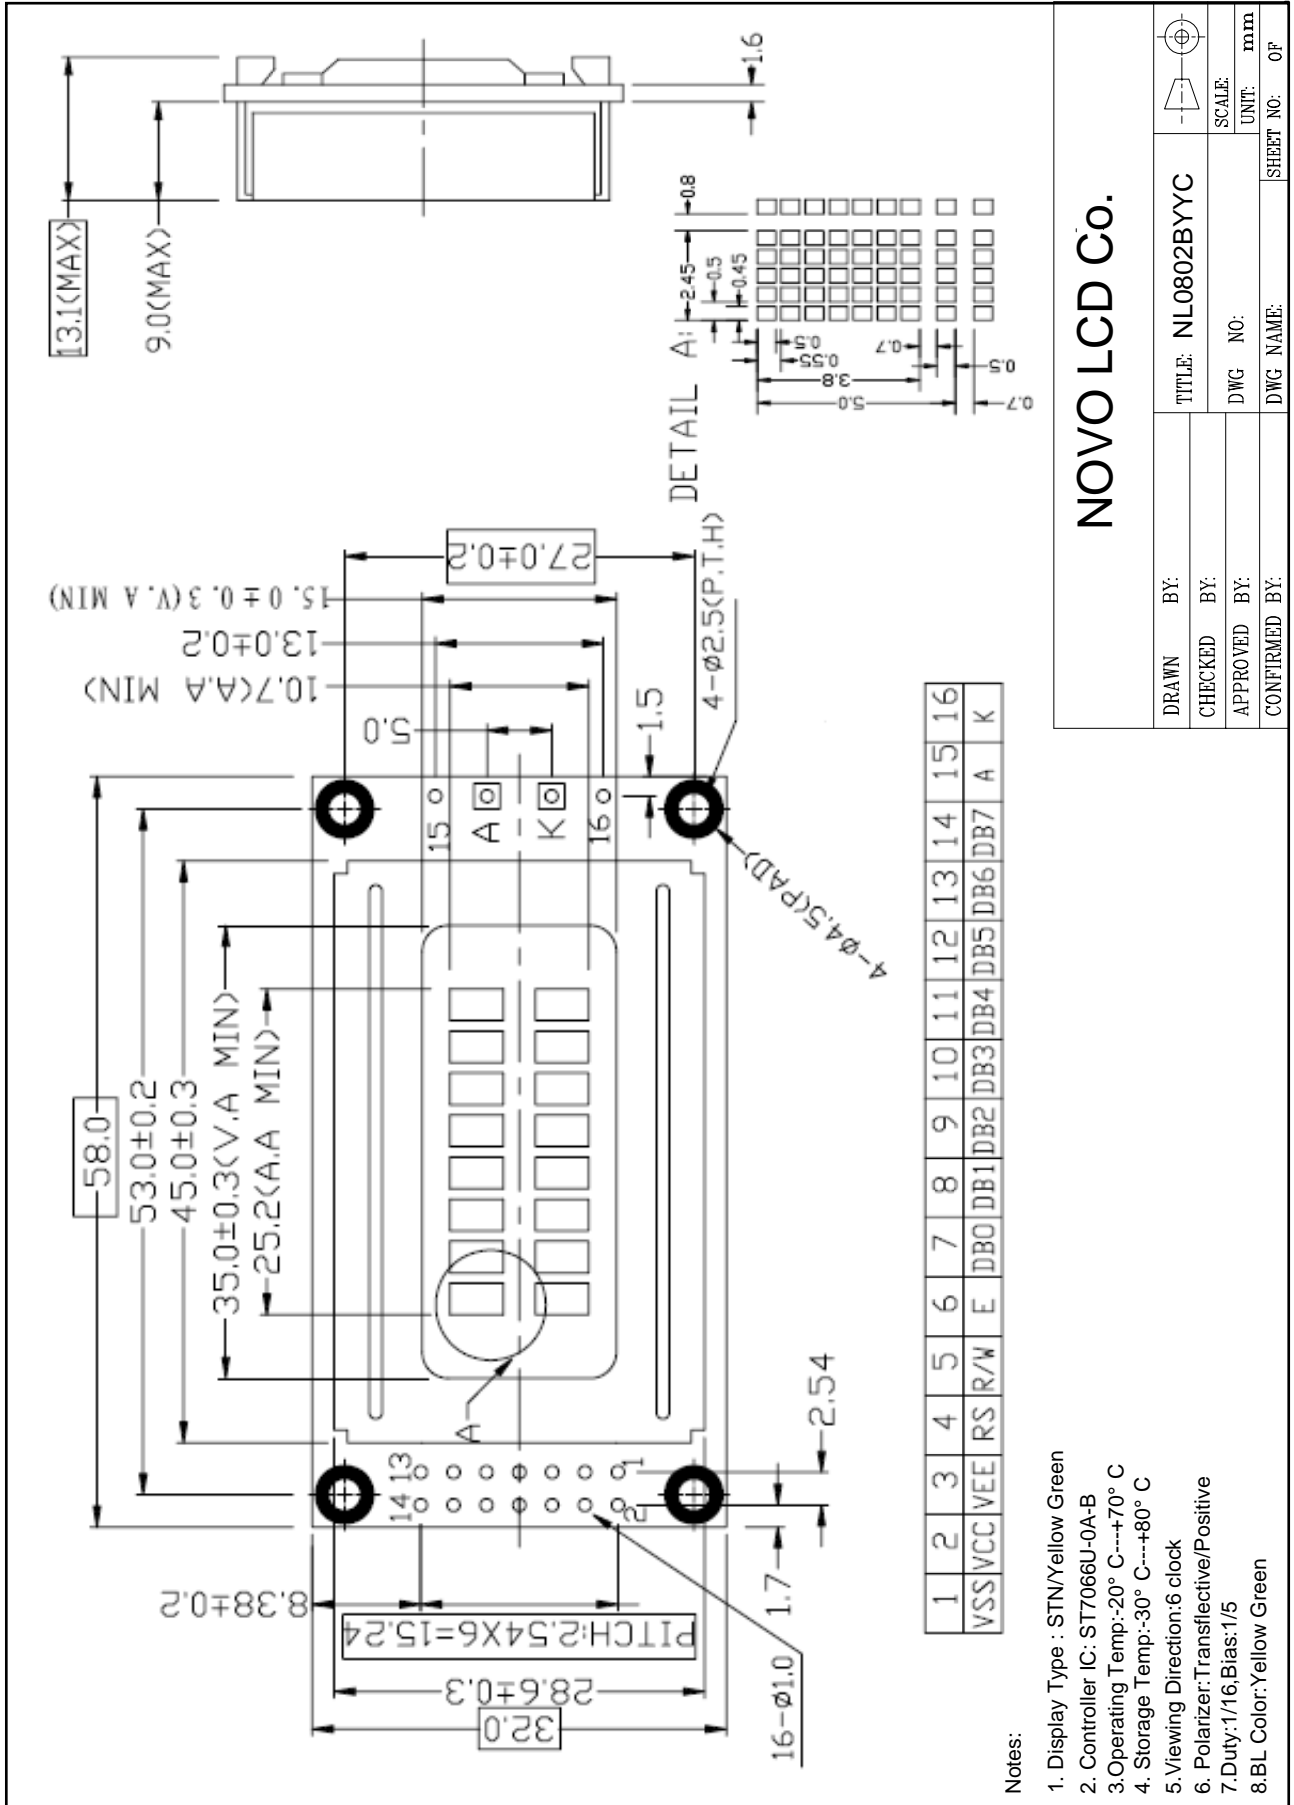 58.0
53.0±0.2
45.0±0.3
35.0±0.3(V.A MIN)
25.2(A.A MIN)
13.1(MAX)
9.0(MAX)
1.6
32.0
28.6±0.3
PITCH:2.54X6=15.24
8.38±0.2
14 13
2 1
A
15
A
K
16
5.0
10.7(A.A MIN)
13.0±0.2
15.0±0.3(V.A MIN)
27.0±0.2
1.5
4-ø2.5(P.T.H)
4-ø4.5(PAD)
16-ø1.0
1.7
2.54
DETAIL A:
2.45
0.8
0.5
0.45
0.5
0.55
3.8
5.0
0.7
0.5
0.7
1 2 3 4 5 6 7 8 9 10 11 12 13 14 15 16
VSS VCC VEE RS R/W E DB0 DB1 DB2 DB3 DB4 DB5 DB6 DB7 A K
Notes:
1. Display Type : STN/Yellow Green
2. Controller IC: ST7066U-0A-B
3.Operating Temp:-20° C---+70° C
4. Storage Temp:-30° C---+80° C
5.Viewing Direction:6 clock
6. Polarizer:Transflective/Positive
7.Duty:1/16,Bias:1/5
8.BL Color:Yellow Green
NOVO LCD Co.
DRAWN BY:
CHECKED BY:
APPROVED BY:
CONFIRMED BY:
TITLE: NL0802BYYC
DWG NO:
DWG NAME:
SCALE:
UNIT: mm
SHEET NO: OF